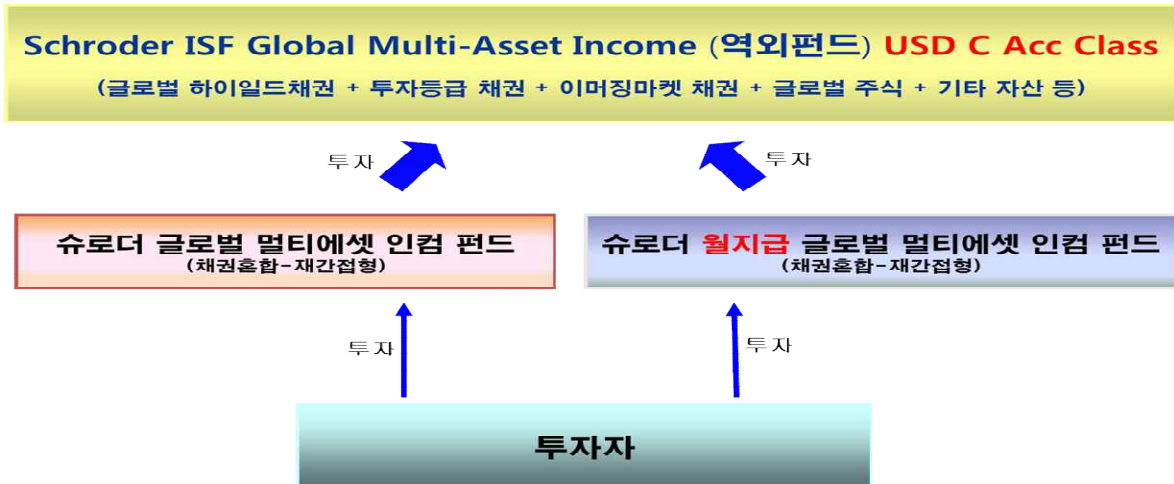 Schroder ISF Global Multi-Asset Income (역외펀드) USD C Acc Class
(글로벌 하이일드채권 + 투자등급 채권 + 이머징마켓 채권 + 글로벌 주식 + 기타 자산 등)
투자
투자
슈로더 글로벌 멀티에셋 인컴 펀드
(채권혼합-재간접형)
슈로더 월지급 글로벌 멀티에셋 인컴 펀드
(채권혼합-재간접형)
투자
투자
투자자